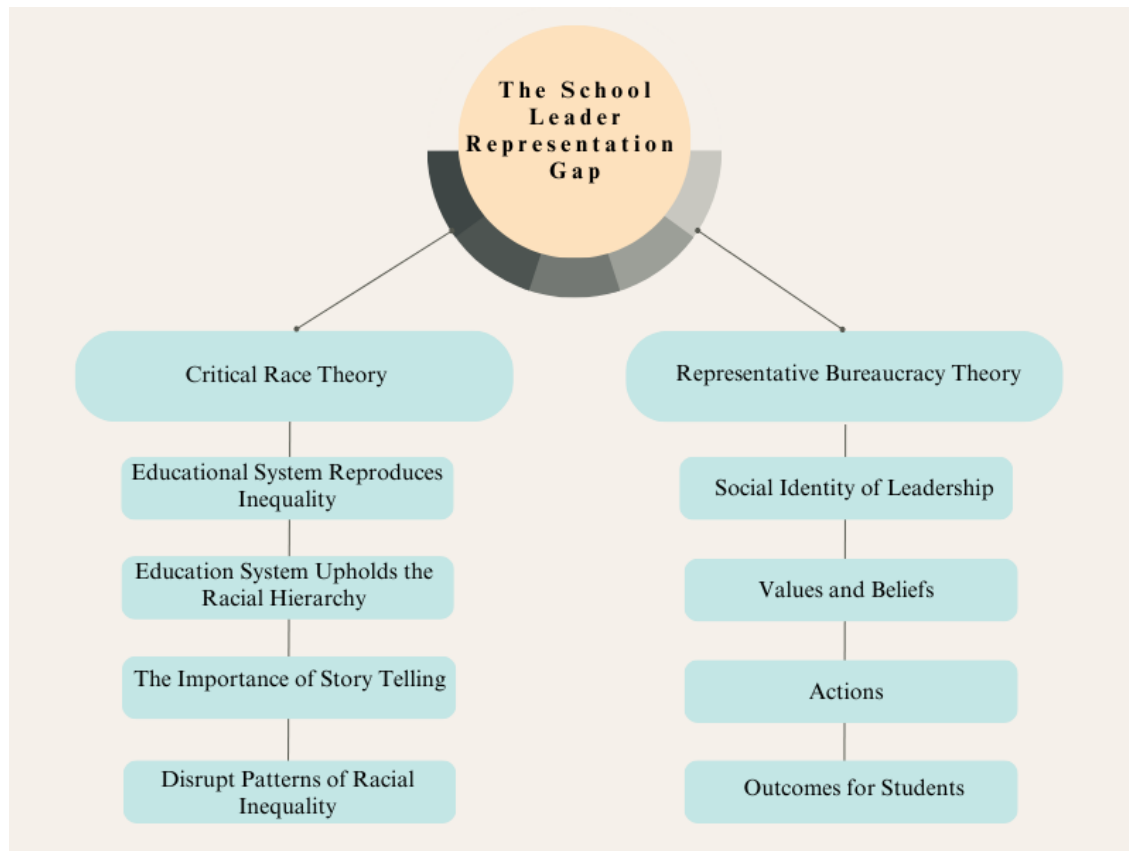 The School
Leader
Representation
Gap
Critical Race Theory
Educational System Reproduces
Inequality
Education System Upholds the
Racial Hierarchy
The Importance of Story Telling
Disrupt Patterns of Racial
Inequality
Representative Bureaucracy Theory
Social Identity of Leadership
Values and Beliefs
Actions
Outcomes for Students